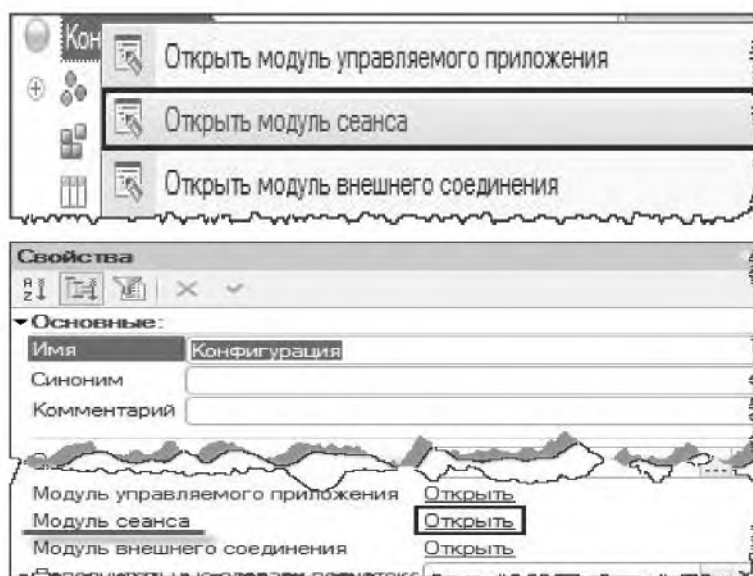 Кон
Открыть модуль управляемого приложения
Открыть модуль сеанса
Открыть модуль внешнего соединения
Свойства
Основные:
Имя Конфигурация
Синоним
Комментарий
Модуль управляемого приложения Открыть
Модуль сеанса Открыть
Модуль внешнего соединения Открыть